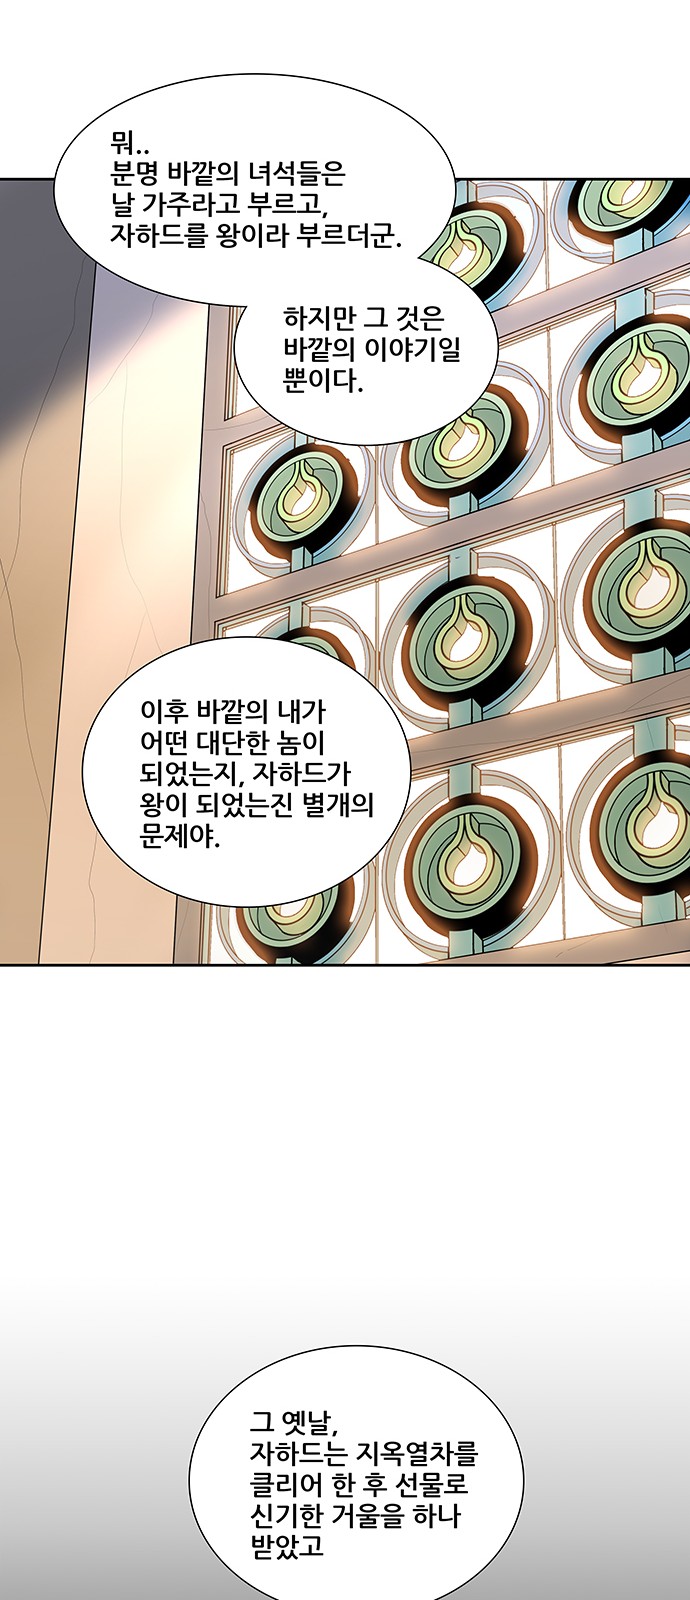 뭐..
분명 바깥의 녀석들은
날 가주라고 부르고,
자하드를 왕이라 부르더군.
하지만 그 것은
바깥의 이야기일
뿐이다.
이후 바깥의 내가
어떤 대단한 놈이
되었는지, 자하드가
왕이 되었는진 별개의
문제야.
그 옛날,
자하드는 지옥열차를
클리어 한 후 선물로
신기한 거울을 하나
받았고